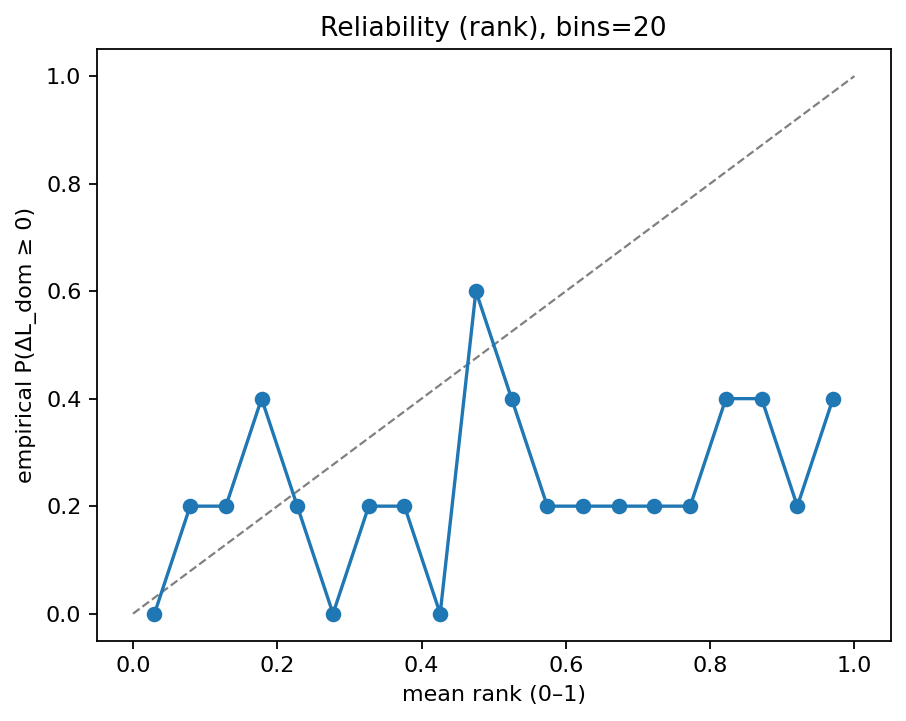 Reliability (rank), bins=20
empirical P(ΔL_dom ≥ 0)
1.0
0.8
0.6
0.4
0.2
0.0
0.0 0.2 0.4 0.6 0.8 1.0
mean rank (0–1)